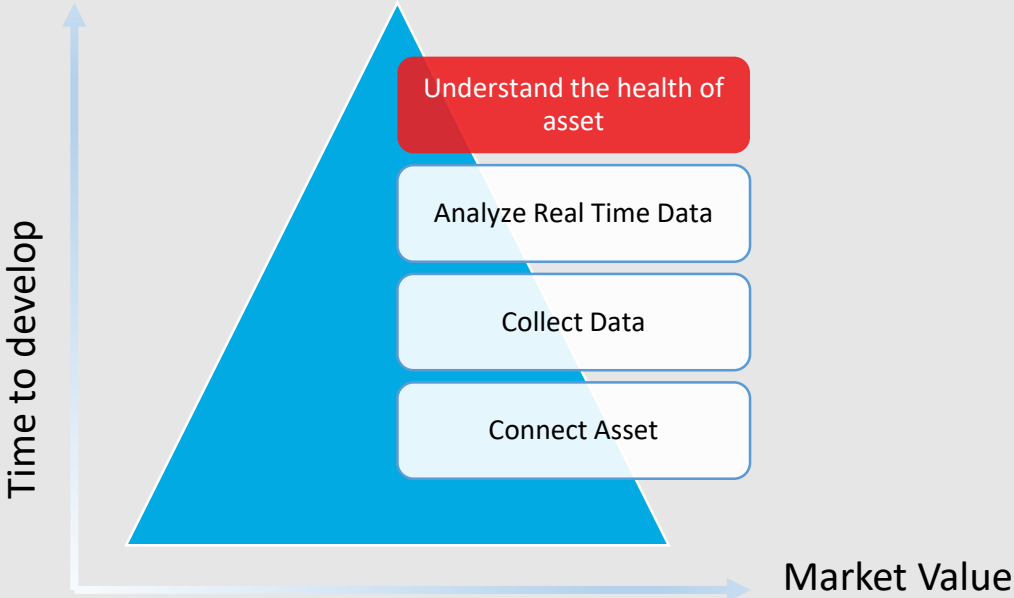 Understand the health of
asset
Analyze Real Time Data
Collect Data
Connect Asset
Time to develop
Market Value